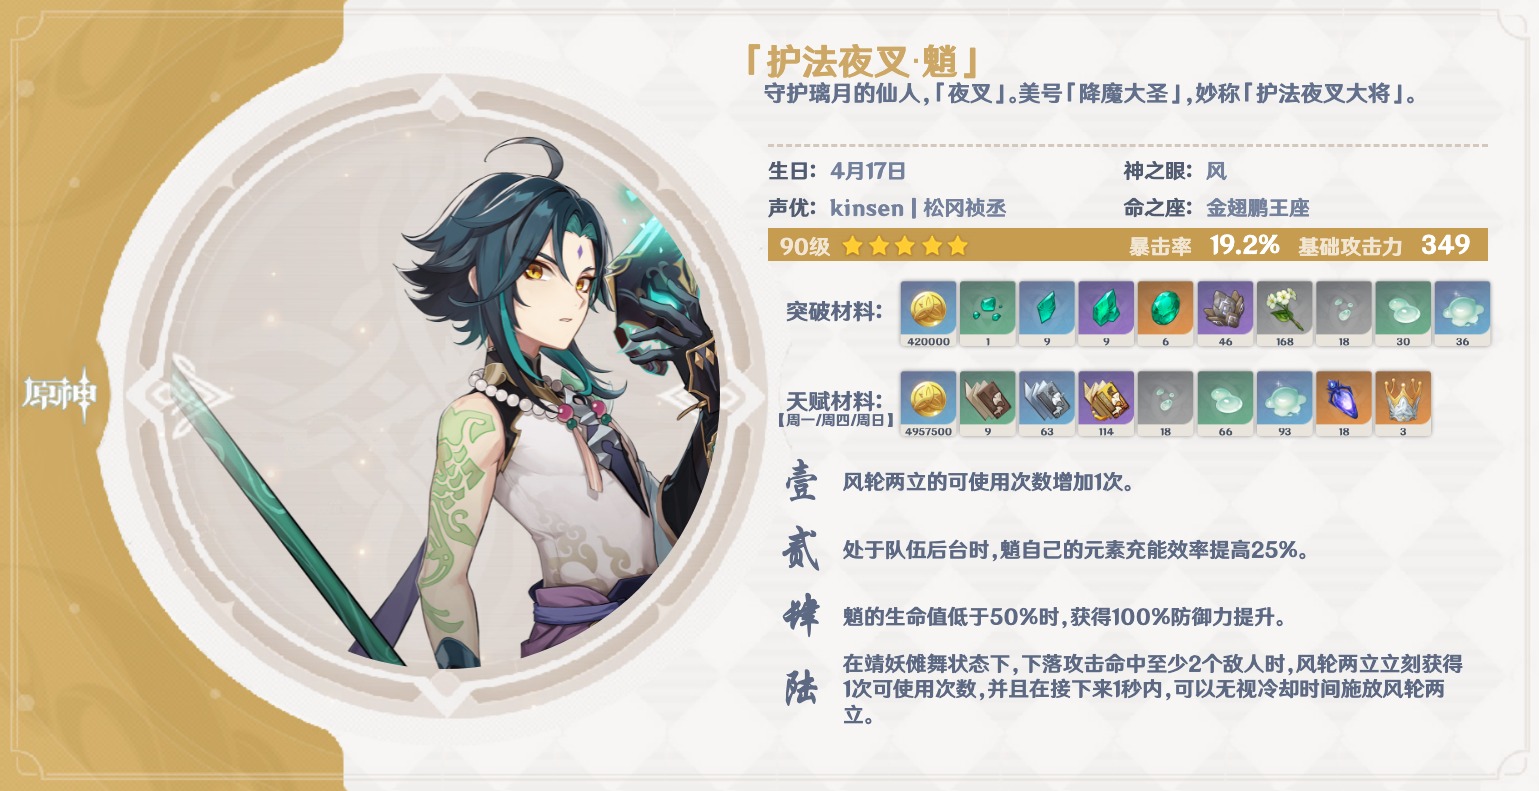 「护法夜叉·魈」
守护璃月的仙人,「夜叉」。美号「降魔大圣」,妙称「护法夜叉大将」。
生日: 4月17日 神之眼: 风
声优: kinsen | 松冈祯丞 命之座: 金翅鹏王座
90级 暴击率 19.2% 基础攻击力 349
突破材料:
420000 1 9 9 6 46 168 18 30 36
天赋材料:
【周一/周四/周日】
4957500 9 63 114 18 66 93 18 3
原神
壹 风轮两立的可使用次数增加1次。
贰 处于队伍后台时,魈自己的元素充能效率提高25%。
肆 魈的生命值低于50%时,获得100%防御力提升。
陆 在靖妖傩舞状态下,下落攻击命中至少2个敌人时,风轮两立立刻获得
1次可使用次数,并且在接下来1秒内,可以无视冷却时间施放风轮两
立。